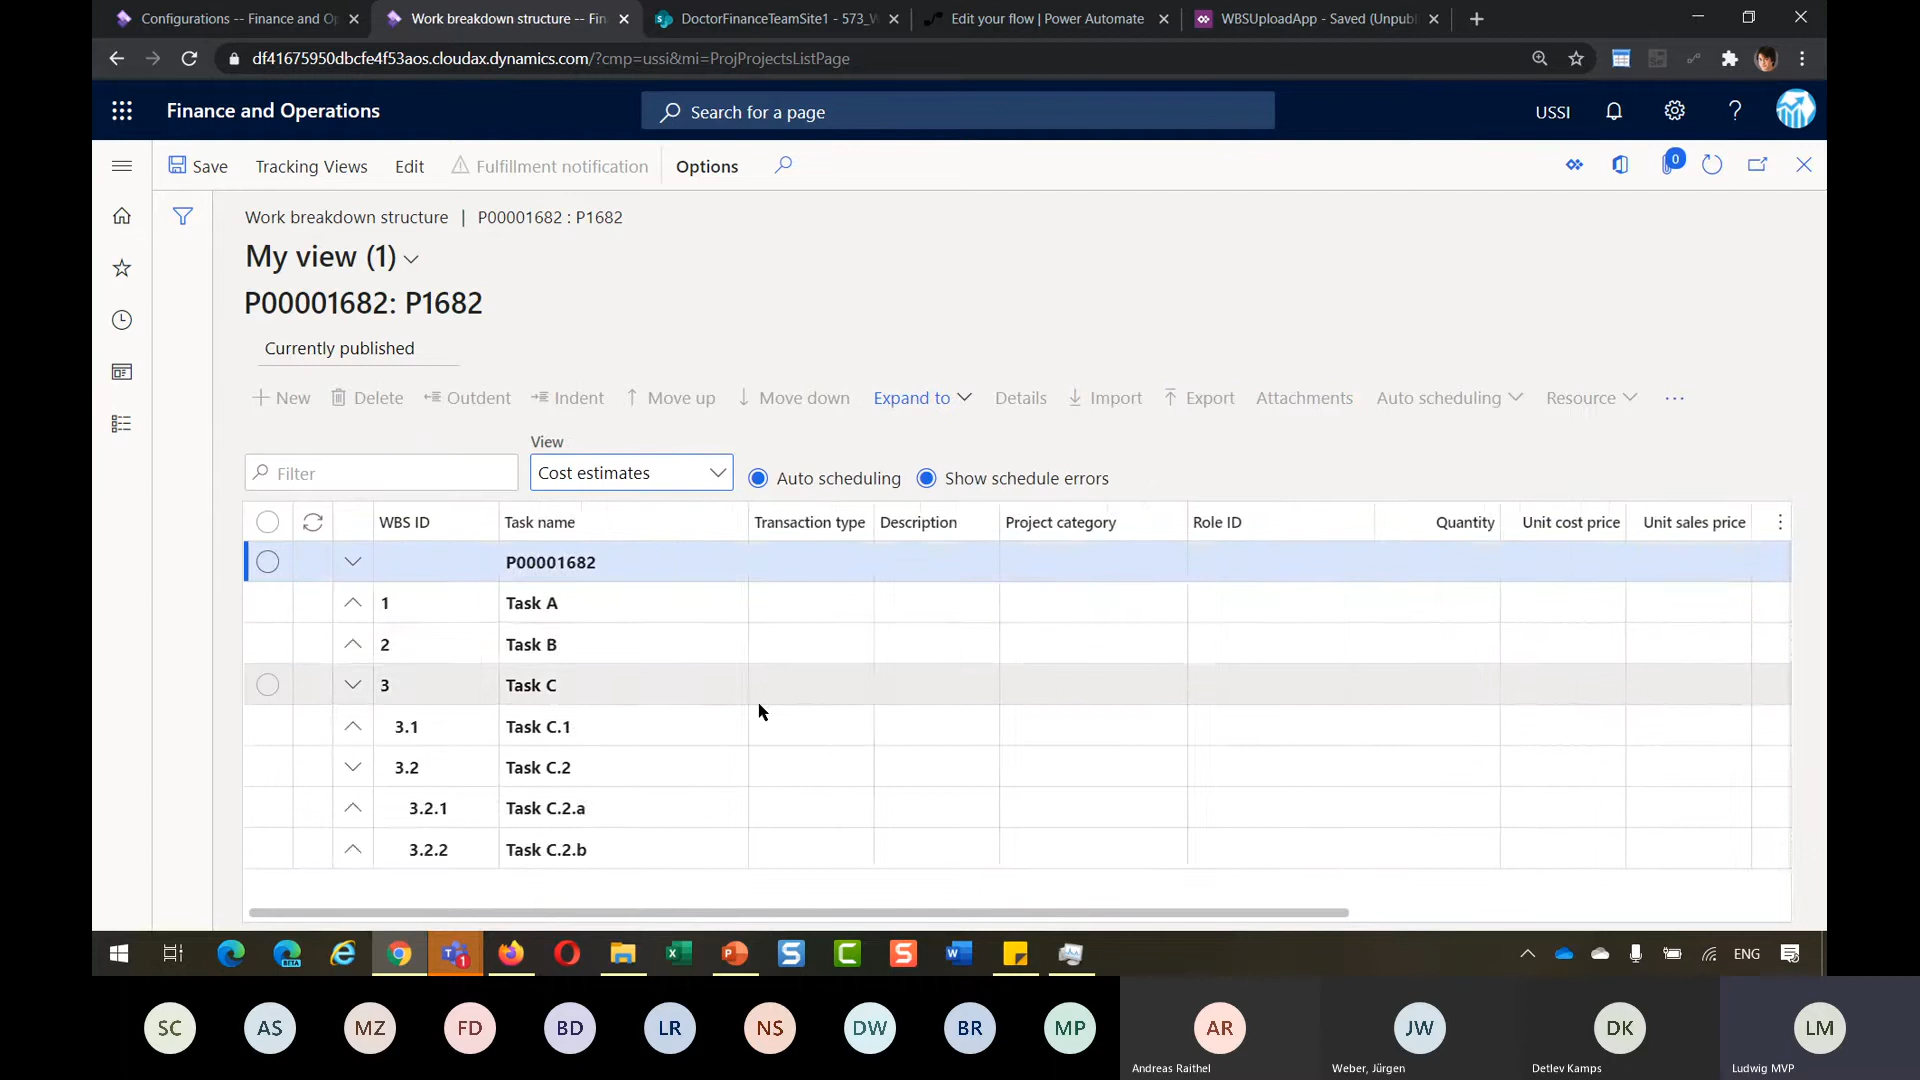 Configurations -- Finance and Op
Work breakdown structure -- Fin
DoctorFinanceTeamSite1 - 573_W
Edit your flow | Power Automate
WBSUploadApp - Saved (Unpubl
df41675950dbcfe4f53aos.cloudax.dynamics.com/?cmp=ussi&mi=ProjProjectsListPage
Finance and Operations
Search for a page
USSI
Save
Tracking Views
Edit
Fulfillment notification
Options
0
Work breakdown structure | P00001682 : P1682
My view (1)
P00001682: P1682
Currently published
New
Delete
Outdent
Indent
Move up
Move down
Expand to
Details
Import
Export
Attachments
Auto scheduling
Resource
View
Filter
Cost estimates
Auto scheduling
Show schedule errors
WBS ID Task name Transaction type Description Project category Role ID Quantity Unit cost price Unit sales price
P00001682
1 Task A
2 Task B
3 Task C
3.1 Task C.1
3.2 Task C.2
3.2.1 Task C.2.a
3.2.2 Task C.2.b
BETA
1
ENG
SC AS MZ FD BD LR NS DW BR MP AR JW DK LM
Andreas Raithel
Weber, Jürgen
Detlev Kamps
Ludwig MVP